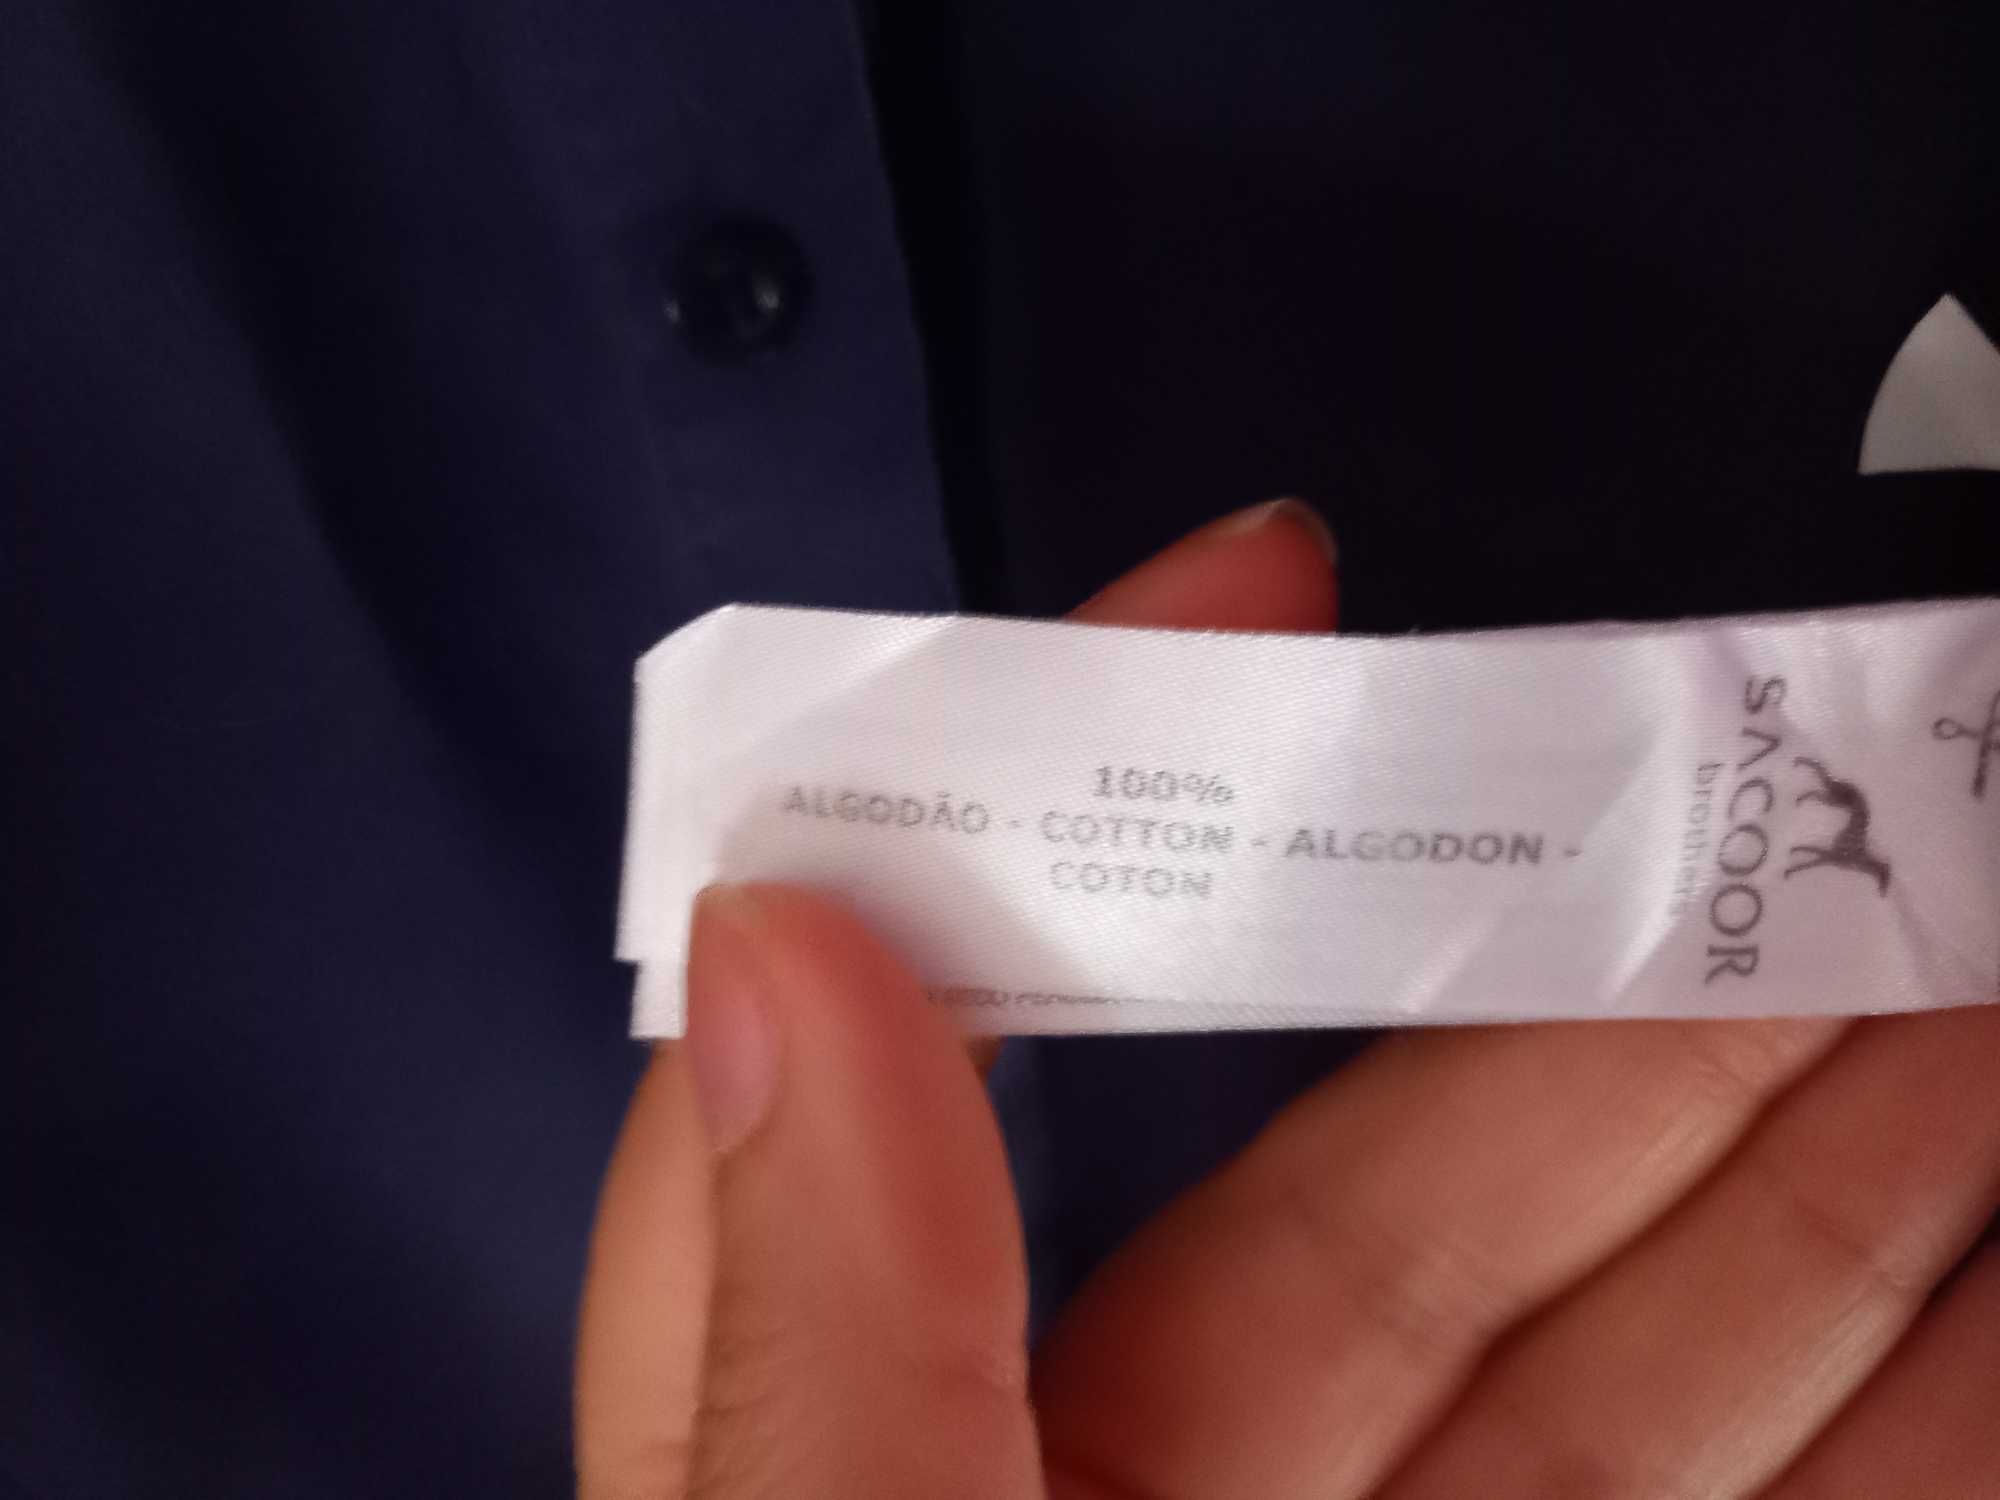 100%
ALGODÃO - COTTON - ALGODON -
COTON
SACOOR
brothers